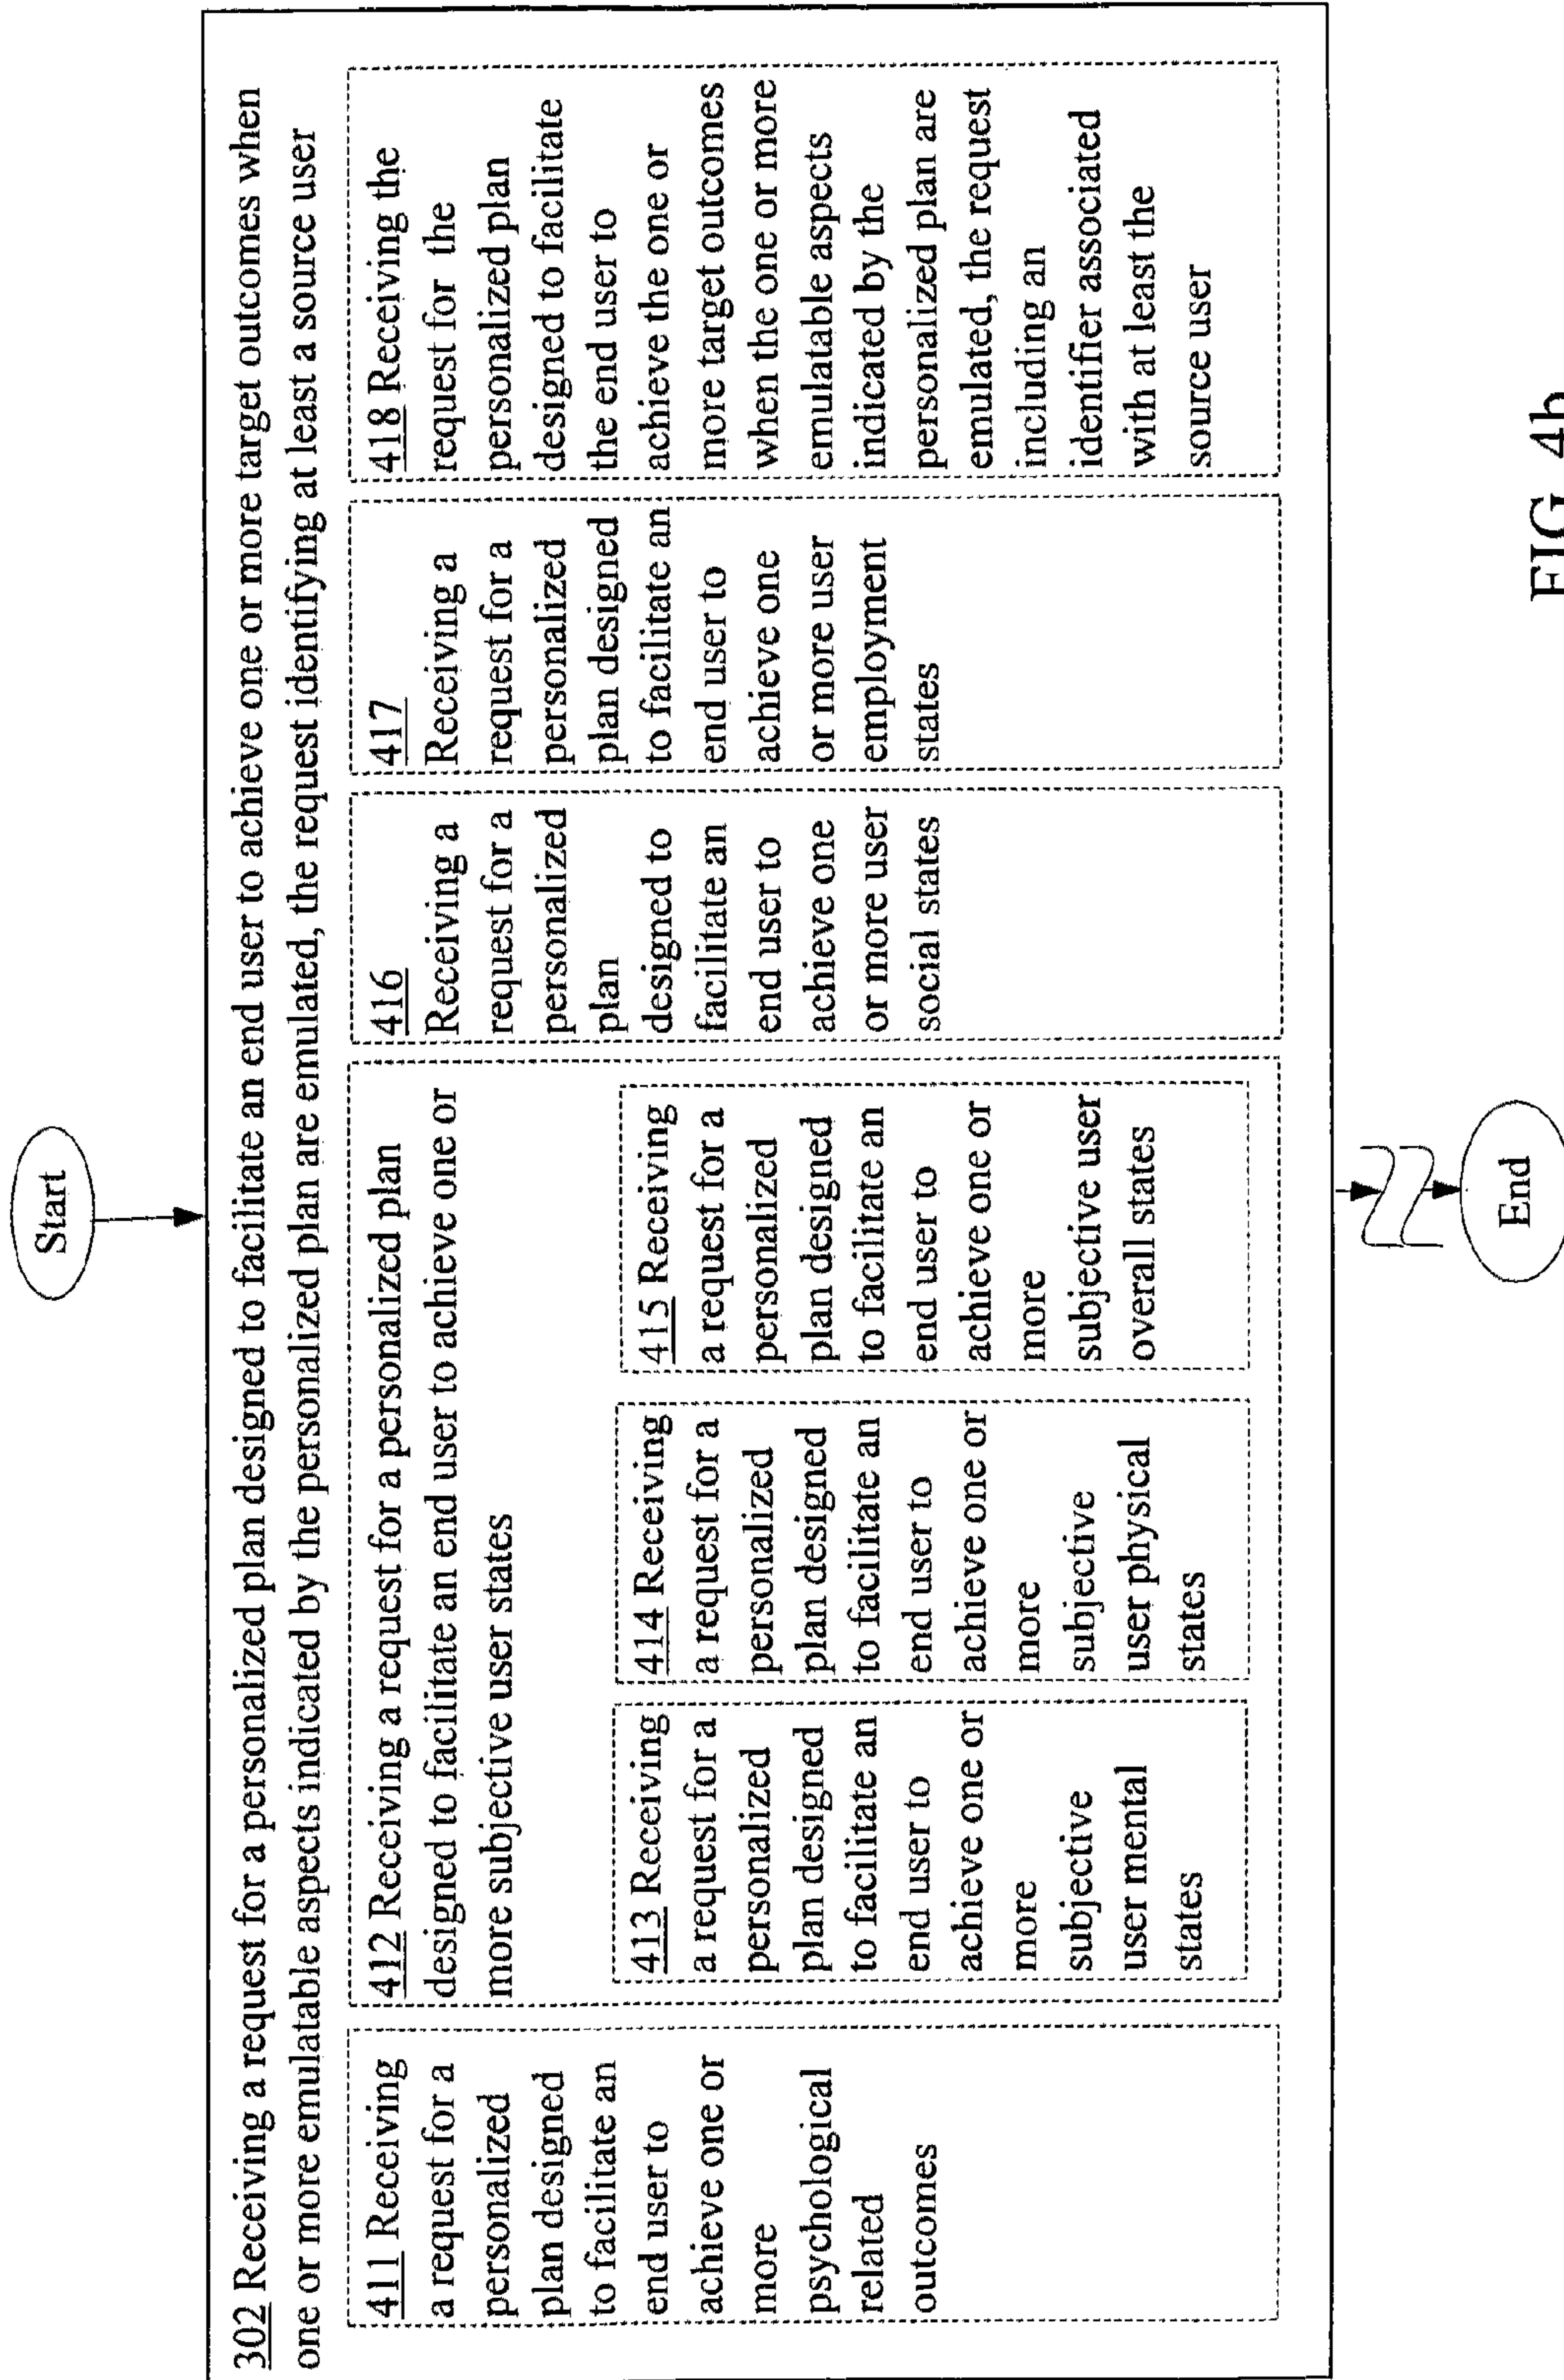 Start
302 Receiving a request for a personalized plan designed to facilitate an end user to achieve one or more target outcomes when
one or more emulatable aspects indicated by the personalized plan are emulated, the request identifying at least a source user
411 Receiving
a request for a
personalized
plan designed
to facilitate an
end user to
achieve one or
more
psychological
related
outcomes
412 Receiving a request for a personalized plan
designed to facilitate an end user to achieve one or
more subjective user states
413 Receiving
a request for a
personalized
plan designed
to facilitate an
end user to
achieve one or
more
subjective
user mental
states
414 Receiving
a request for a
personalized
plan designed
to facilitate an
end user to
achieve one or
more
subjective
user physical
states
415 Receiving
a request for a
personalized
plan designed
to facilitate an
end user to
achieve one or
more
subjective user
overall states
416
Receiving a
request for a
personalized
plan
designed to
facilitate an
end user to
achieve one
or more user
social states
417
Receiving a
request for a
personalized
plan designed
to facilitate an
end user to
achieve one
or more user
employment
states
418 Receiving the
request for the
personalized plan
designed to facilitate
the end user to
achieve the one or
more target outcomes
when the one or more
emulatable aspects
indicated by the
personalized plan are
emulated, the request
including an
identifier associated
with at least the
source user
End
FIG. 4b